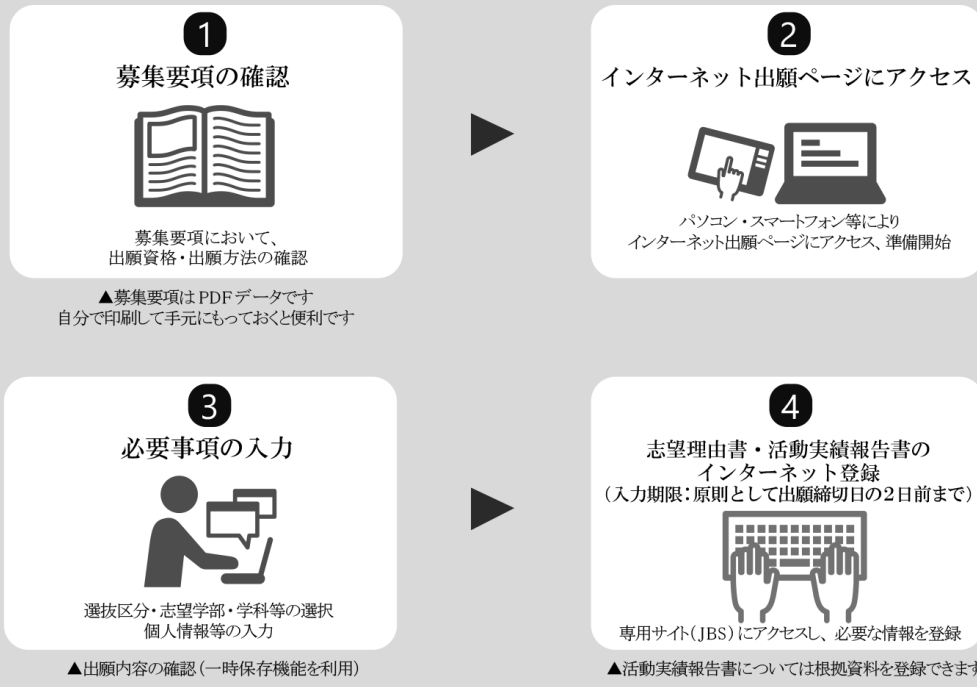 1
募集要項の確認
募集要項において、
出願資格・出願方法の確認
▲募集要項はPDFデータです
自分で印刷して手元にもっておくと便利です
2
インターネット出願ページにアクセス
パソコン・スマートフォン等により
インターネット出願ページにアクセス、準備開始
3
必要事項の入力
選抜区分・志望学部・学科等の選択
個人情報等の入力
▲出願内容の確認(一時保存機能を利用)
4
志望理由書・活動実績報告書の
インターネット登録
(入力期限:原則として出願締切日の2日前まで)
専用サイト(JBS)にアクセスし、必要な情報を登録
▲活動実績報告書については根拠資料を登録できます